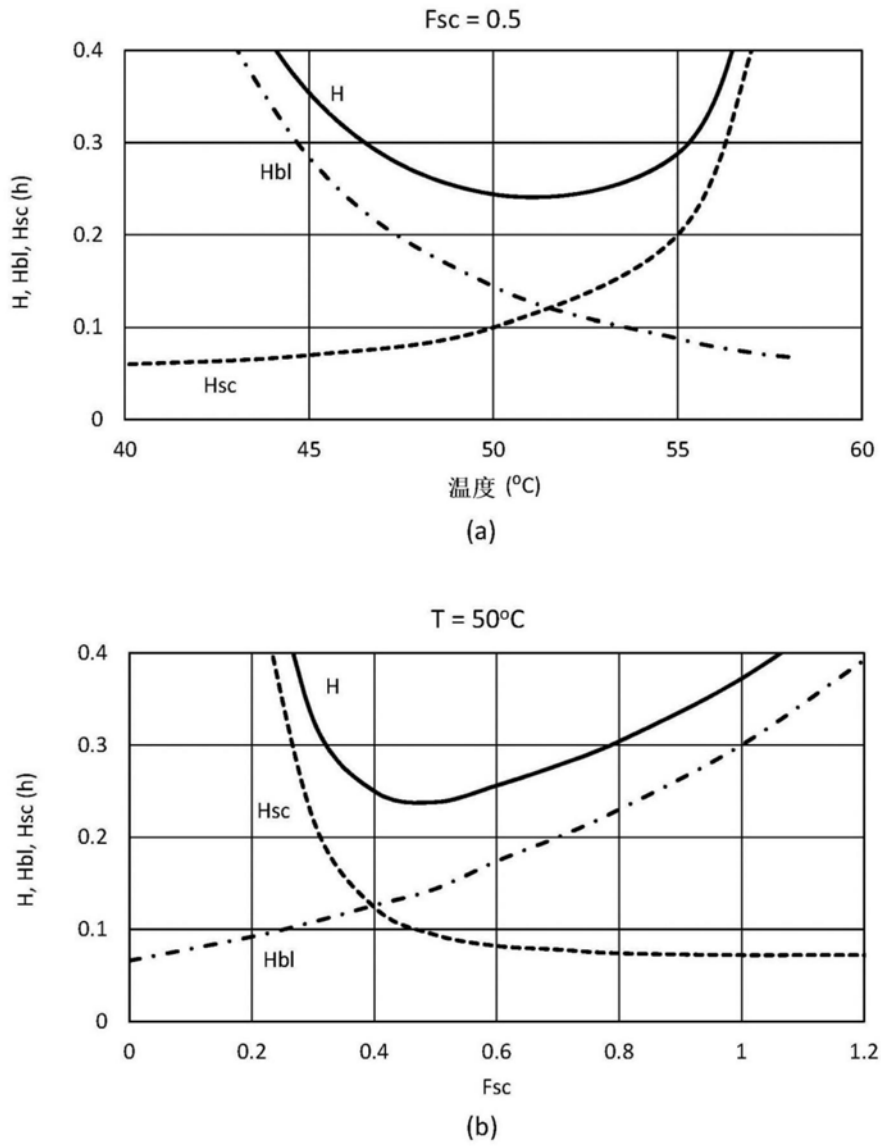 Fsc = 0.5
0.4
0.3
0.2
0.1
0
H, Hbl, Hsc (h)
H
Hbl
Hsc
40
45
50
55
60
温度 (⁰C)
(a)
T = 50ᵒC
0.4
0.3
0.2
0.1
0
H, Hbl, Hsc (h)
H
Hsc
Hbl
0
0.2
0.4
0.6
0.8
1
1.2
Fsc
(b)